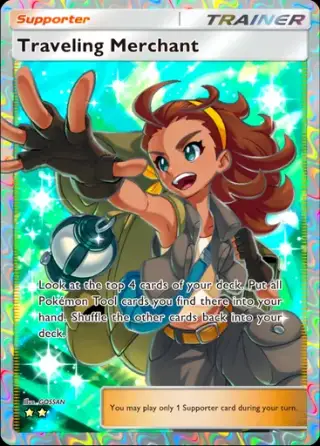 Supporter TRAINER
Traveling Merchant
Look at the top 4 cards of your deck. Put all
Pokémon Tool cards you find there into your
hand. Shuffle the other cards back into your
deck.
illus. GOSSAN
You may play only 1 Supporter card during your turn.